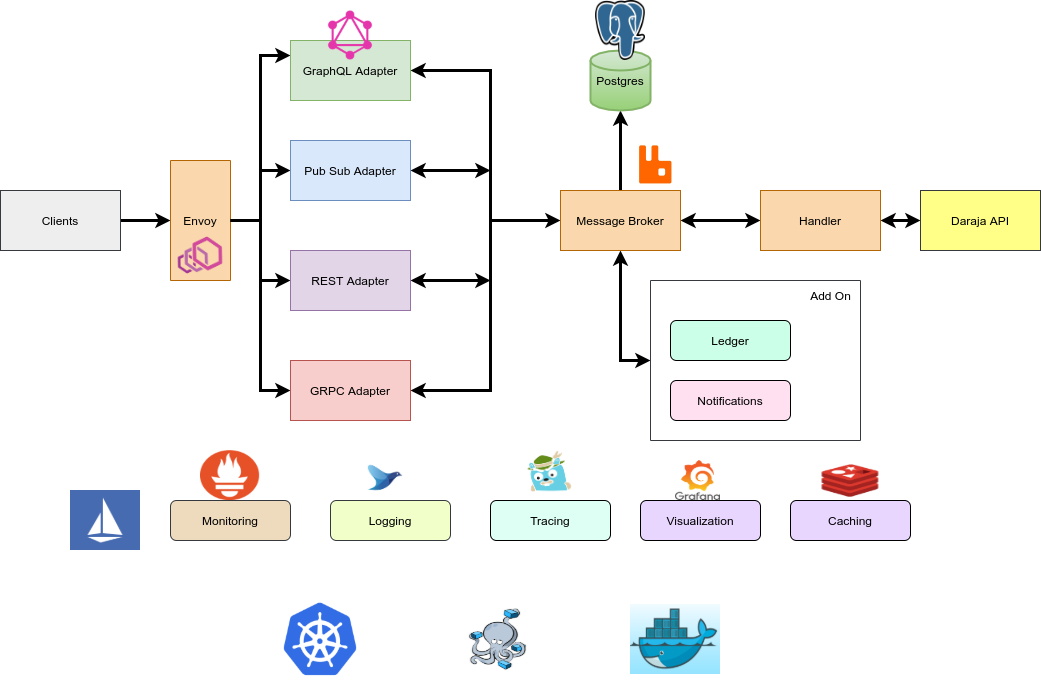 GraphQL Adapter
Postgres
Pub Sub Adapter
Clients
Envoy
Message Broker
Handler
Daraja API
REST Adapter
Add On
Ledger
GRPC Adapter
Notifications
Grafana
Monitoring
Logging
Tracing
Visualization
Caching